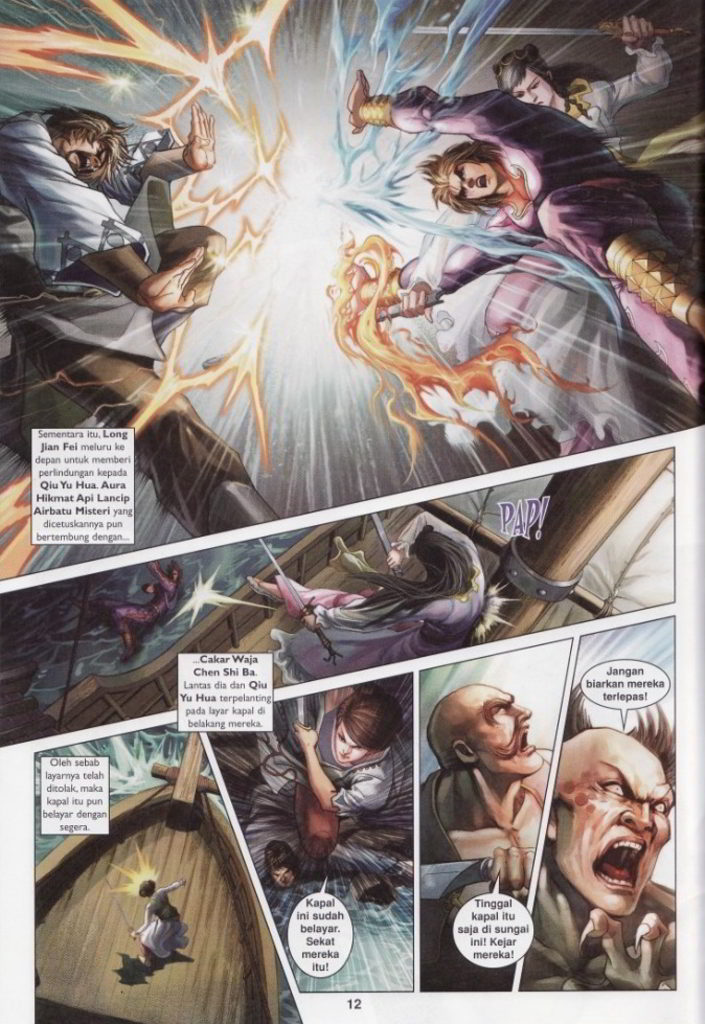 Sementara itu, Long
Jian Fei meluru ke
depan untuk memberi
perlindungan kepada
Qiu Yu Hua. Aura
Hikmat Api Lancip
Airbatu Misteri yang
dicetuskannya pun
bertembung dengan...
PAP!
...Cakar Waja
Chen Shi Ba.
Lantas dia dan Qiu
Yu Hua terpelanting
pada layar kapal di
belakang mereka.
Oleh sebab
layarnya telah
ditolak, maka
kapal itu pun
belayar dengan
segera.
Kapal
ini sudah
belayar.
Sekat
mereka
itu!
Tinggal
kapal itu
saja di sungai
ini! Kejar
mereka!
Jangan
biarkan mereka
terlepas!
12